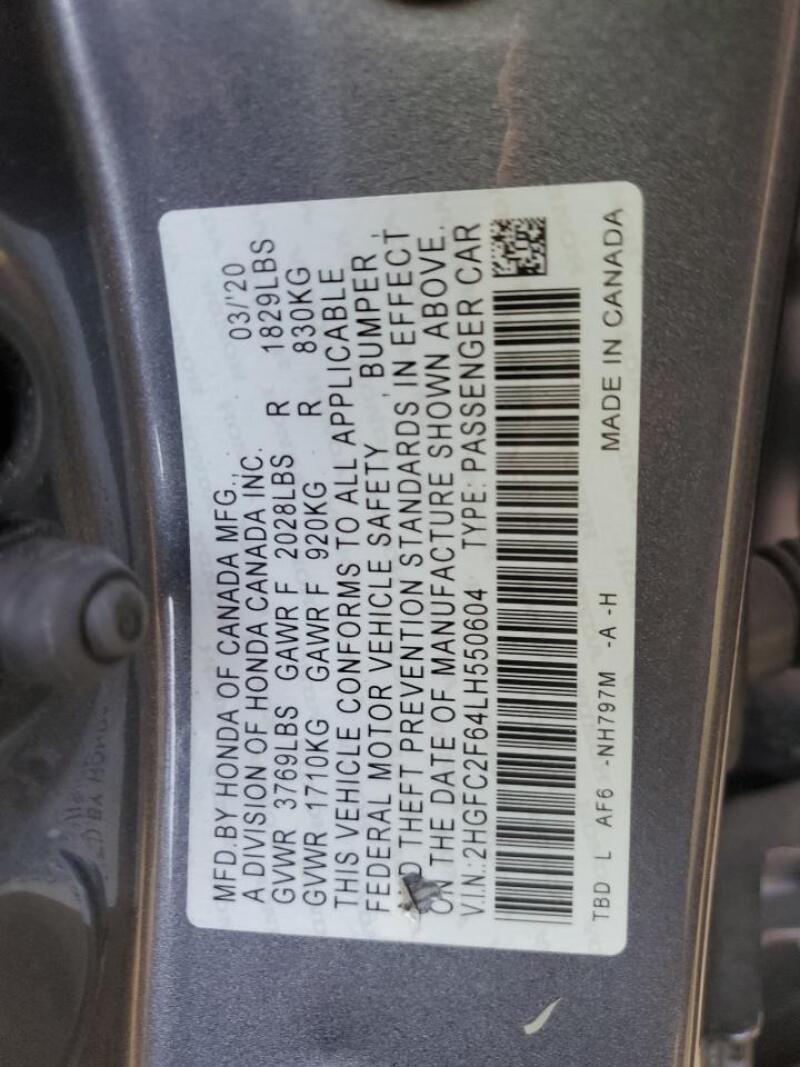 MFD.BY HONDA OF CANADA MFG., 03/'20
A DIVISION OF HONDA CANADA INC.
GVWR 3769LBS GAWR F 2028LBS R 1829LBS
GVWR 1710KG GAWR F 920KG R 830KG
THIS VEHICLE CONFORMS TO ALL APPLICABLE
FEDERAL MOTOR VEHICLE SAFETY , BUMPER ,
THEFT PREVENTION STANDARDS IN EFFECT
ON THE DATE OF MANUFACTURE SHOWN ABOVE.
V.I.N.:2HGFC2F64LH550604 TYPE: PASSENGER CAR
TBD L AF6 -NH797M -A -H MADE IN CANADA